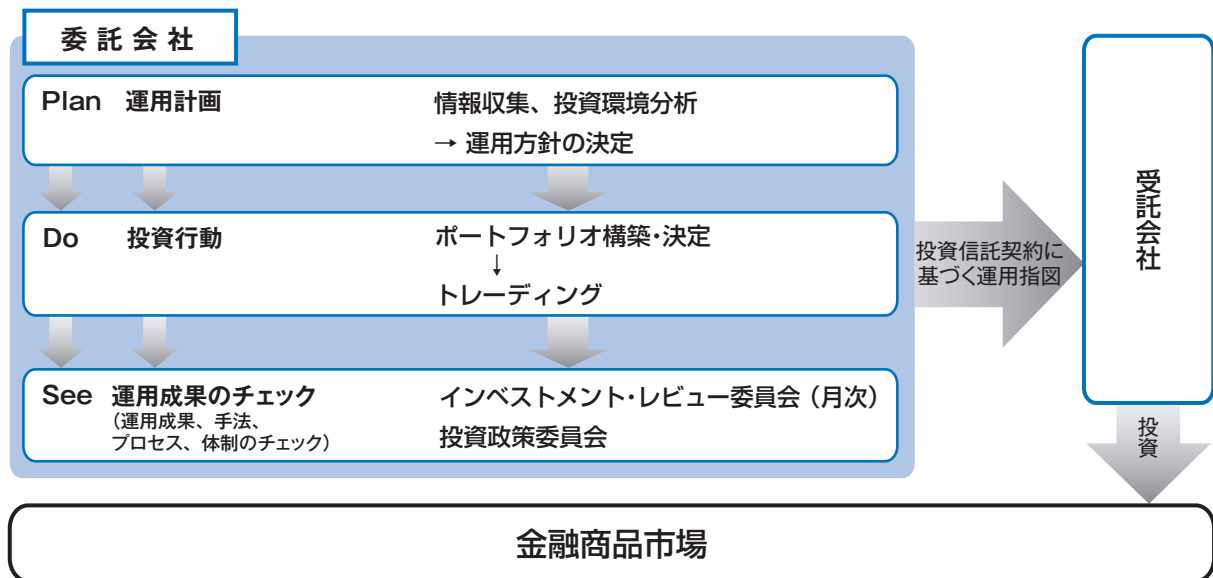 委託会社
Plan 運用計画
情報収集、投資環境分析
→ 運用方針の決定
Do 投資行動
ポートフォリオ構築・決定
↓
トレーディング
See 運用成果のチェック
(運用成果、手法、
プロセス、体制のチェック)
インベストメント・レビュー委員会(月次)
投資政策委員会
投資信託契約に
基づく運用指図
受託会社
投資
金融商品市場